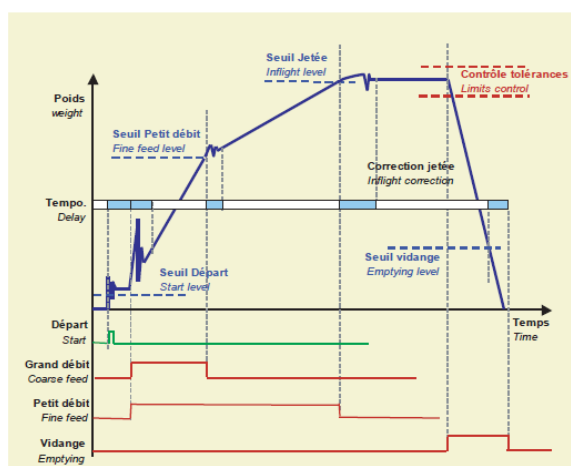 Seuil Jetée
Inflight level
Contrôle tolérances
Limits control
Poids
weight
Seuil Petit débit
Fine feed level
Correction jetée
Inflight correction
Tempo.
Delay
Seuil vidange
Emptying level
Seuil Départ
Start level
Temps
Time
Départ
Start
Grand débit
Coarse feed
Petit débit
Fine feed
Vidange
Emptying